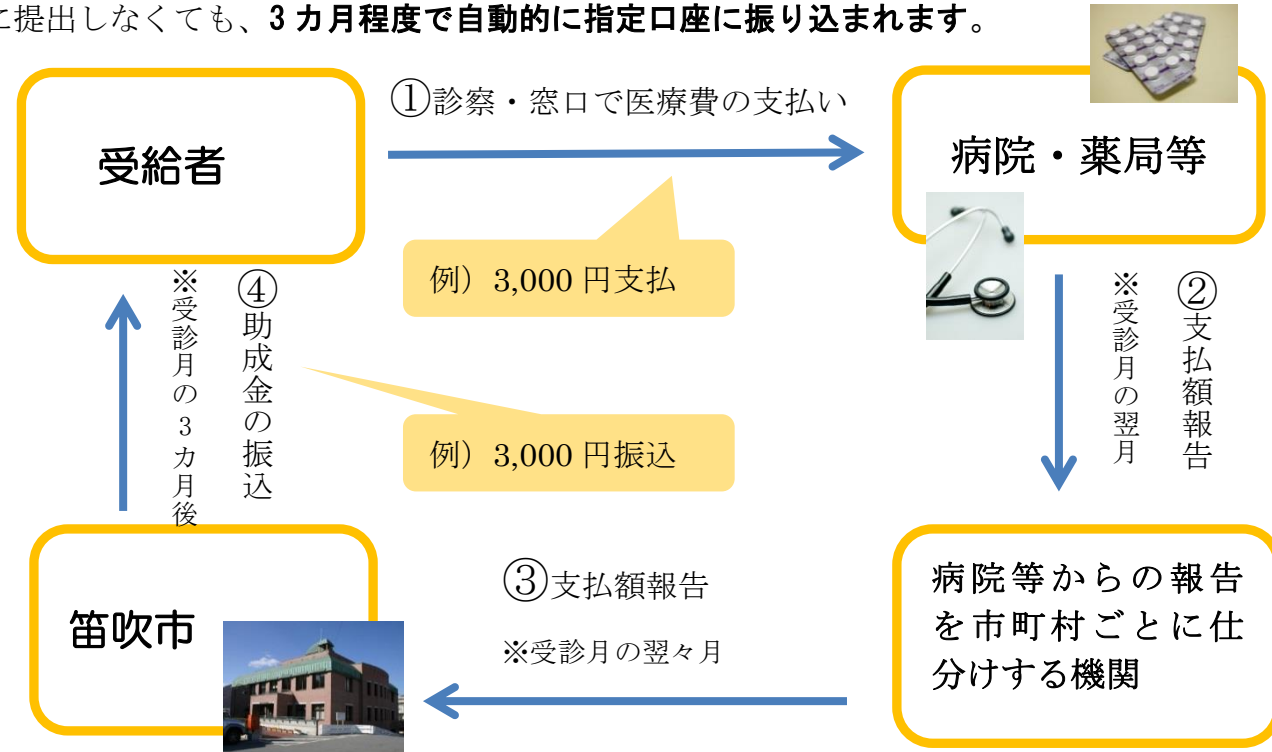 に提出しなくても、3カ月程度で自動的に指定口座に振り込まれます。
①診察・窓口で医療費の支払い
受給者
病院・薬局等
例）3,000円支払
②支払額報告
※受診月の翌月
④助成金の振込
※受診月の3カ月後
例）3,000円振込
病院等からの報告
を市町村ごとに仕
分けする機関
③支払額報告
※受診月の翌々月
笛吹市